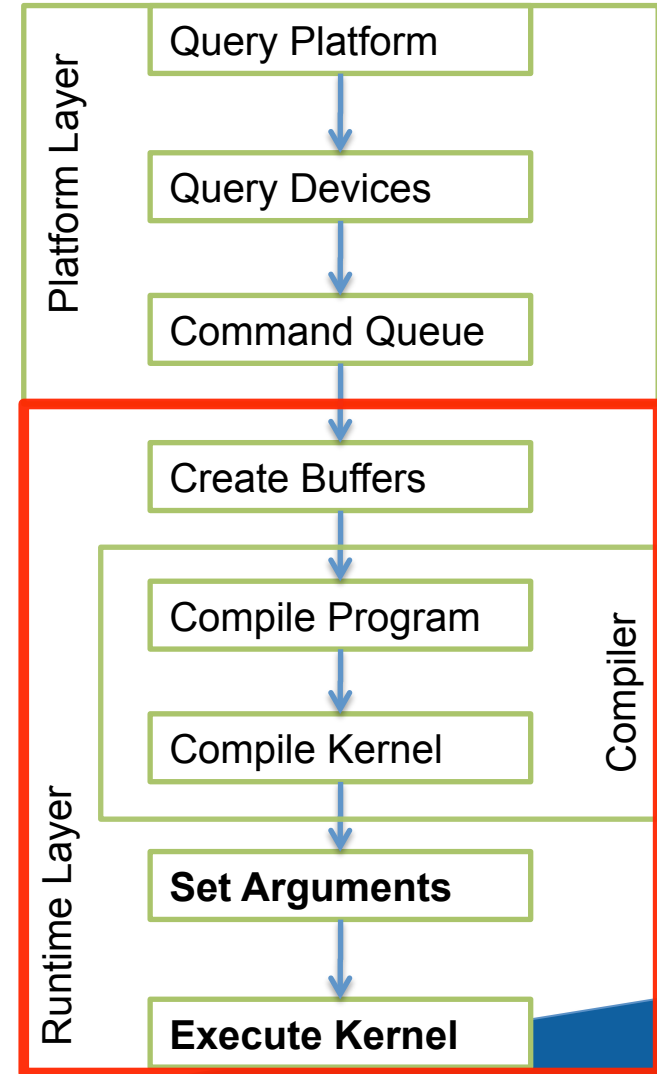 Platform Layer
Query Platform
Query Devices
Command Queue
Runtime Layer
Create Buffers
Compiler
Compile Program
Compile Kernel
Set Arguments
Execute Kernel